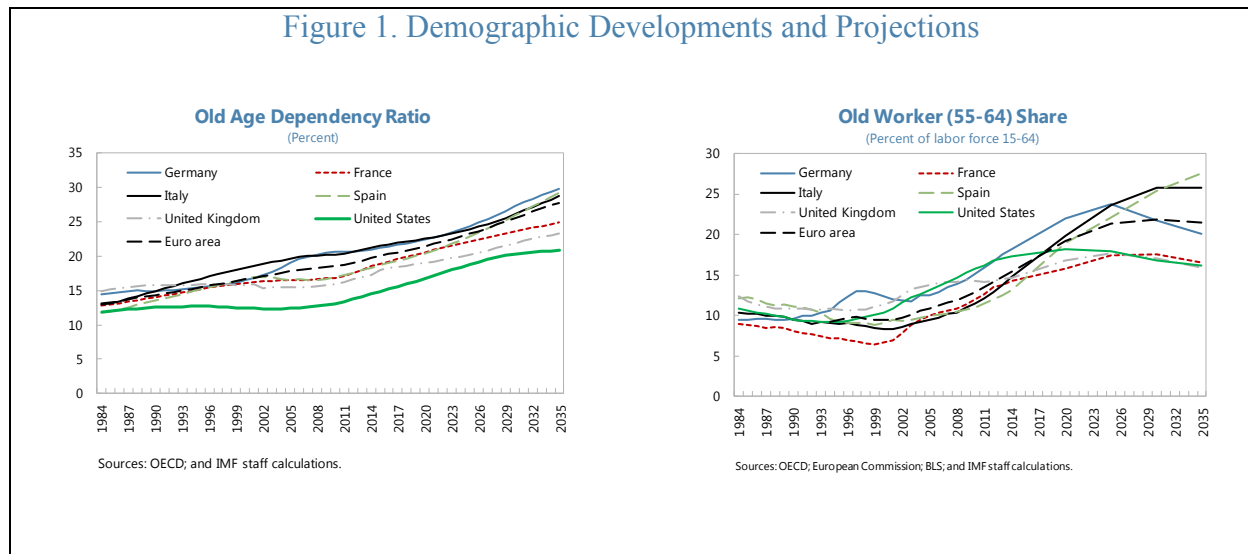 Figure 1. Demographic Developments and Projections
Old Age Dependency Ratio
(Percent)
35
30
25
20
15
10
5
0
Germany
France
Italy
Spain
United Kingdom
United States
Euro area
1984
1987
1990
1993
1996
1999
2002
2005
2008
2011
2014
2017
2020
2023
2026
2029
2032
2035
Sources: OECD; and IMF staff calculations.
Old Worker (55-64) Share
(Percent of labor force 15-64)
30
25
20
15
10
5
0
Germany
France
Italy
Spain
United Kingdom
United States
Euro area
1984
1987
1990
1993
1996
1999
2002
2005
2008
2011
2014
2017
2020
2023
2026
2029
2032
2035
Sources: OECD; European Commission; BLS; and IMF staff calculations.